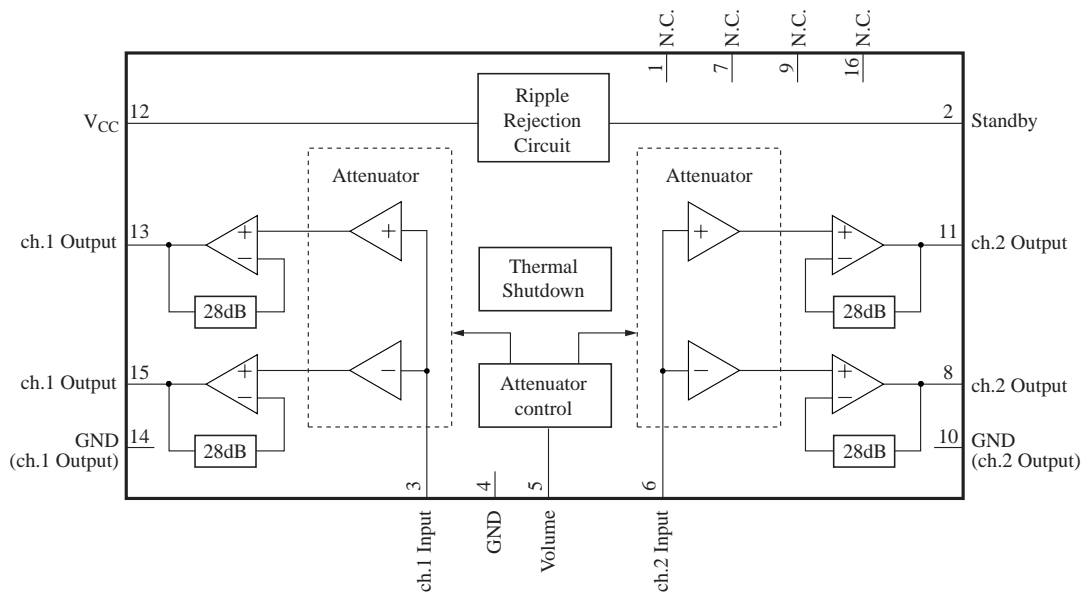 N.C.
N.C.
N.C.
N.C.
1
7
9
16
VCC
12
Ripple
Rejection
Circuit
2
Standby
Attenuator
Attenuator
ch.1 Output
13
+
−
+
+
+
−
11
ch.2 Output
Thermal
Shutdown
28dB
28dB
ch.1 Output
15
+
−
−
Attenuator
control
−
+
−
8
ch.2 Output
GND
(ch.1 Output)
14
28dB
28dB
10
GND
(ch.2 Output)
3
4
5
6
ch.1 Input
GND
Volume
ch.2 Input